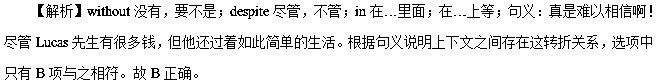 【解析】without 没有，要不是；despite 尽管，不管；in 在…里面；在…上等；句义：真是难以相信啊！
尽管 Lucas 先生有很多钱，但他还过着如此简单的生活。根据句义说明上下文之间存在这转折关系，选项中
只有 B 项与之相符。故 B 正确。